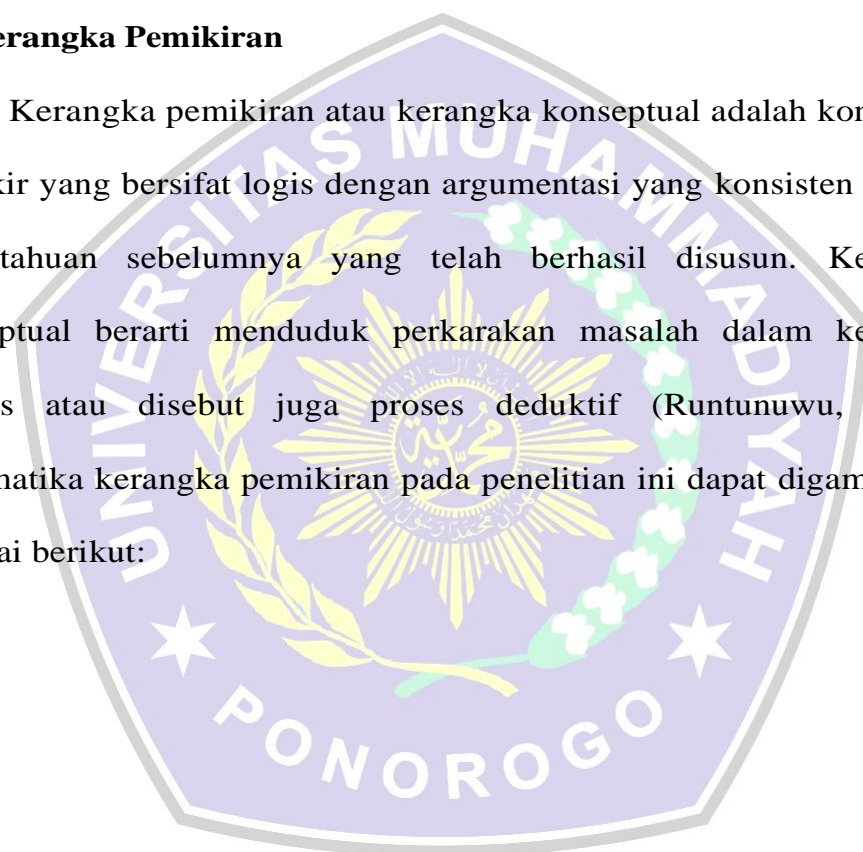 erangka Pemikiran
Kerangka pemikiran atau kerangka konseptual adalah kon
kir yang bersifat logis dengan argumentasi yang konsisten
tahuan sebelumnya yang telah berhasil disusun. Ke
ptual berarti menduduk perkarakan masalah dalam ke
s atau disebut juga proses deduktif (Runtunuwu,
matika kerangka pemikiran pada penelitian ini dapat digam
ai berikut:
UNIVERSITAS MUHAMMADIYAH
PONOROGO